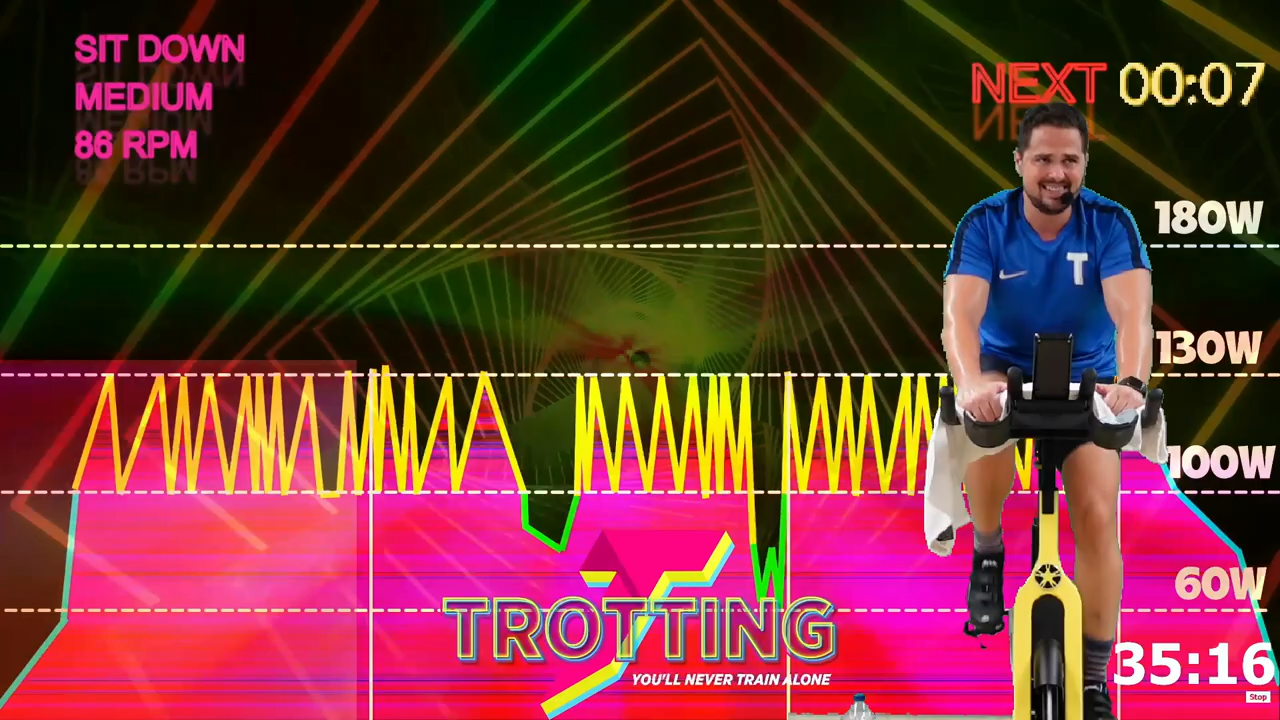 SIT DOWN
MEDIUM
86 RPM
NEXT 00:07
180W
130W
100W
60W
T
TROTTING
YOU'LL NEVER TRAIN ALONE
35:16
Stop